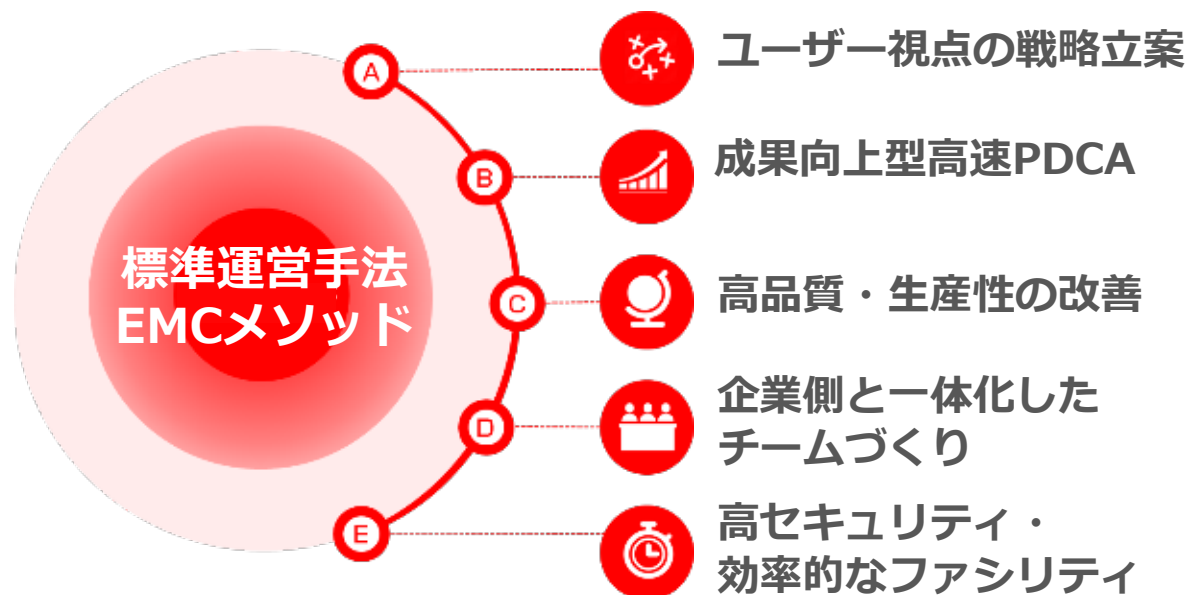 標準運営手法
EMCメソッド
A
ユーザー視点の戦略立案
B
成果向上型高速PDCA
C
高品質・生産性の改善
D
企業側と一体化した
チームづくり
E
高セキュリティ・
効率的なファシリティ